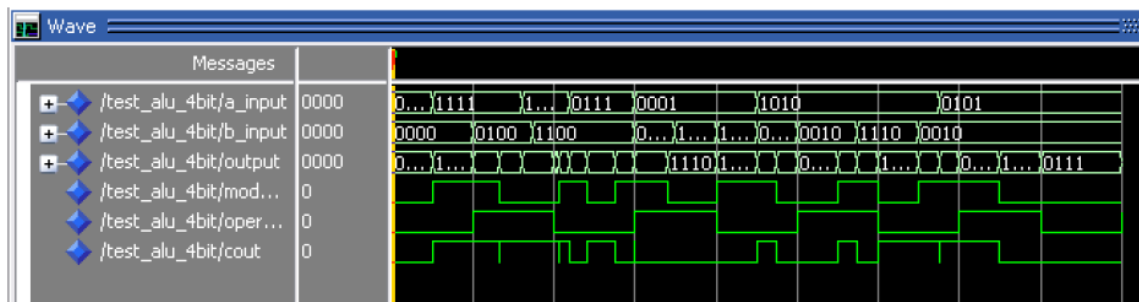 Wave
Messages
/test_alu_4bit/a_input 0000 0... 1111 1... 0111 0001 1010 0101
/test_alu_4bit/b_input 0000 0000 0100 1100 0... 1... 1... 0... 0010 1110 0010
/test_alu_4bit/output 0000 0... 1... 1110 1... 0... 1... 0... 1... 0111
/test_alu_4bit/mod... 0
/test_alu_4bit/oper... 0
/test_alu_4bit/cout 0